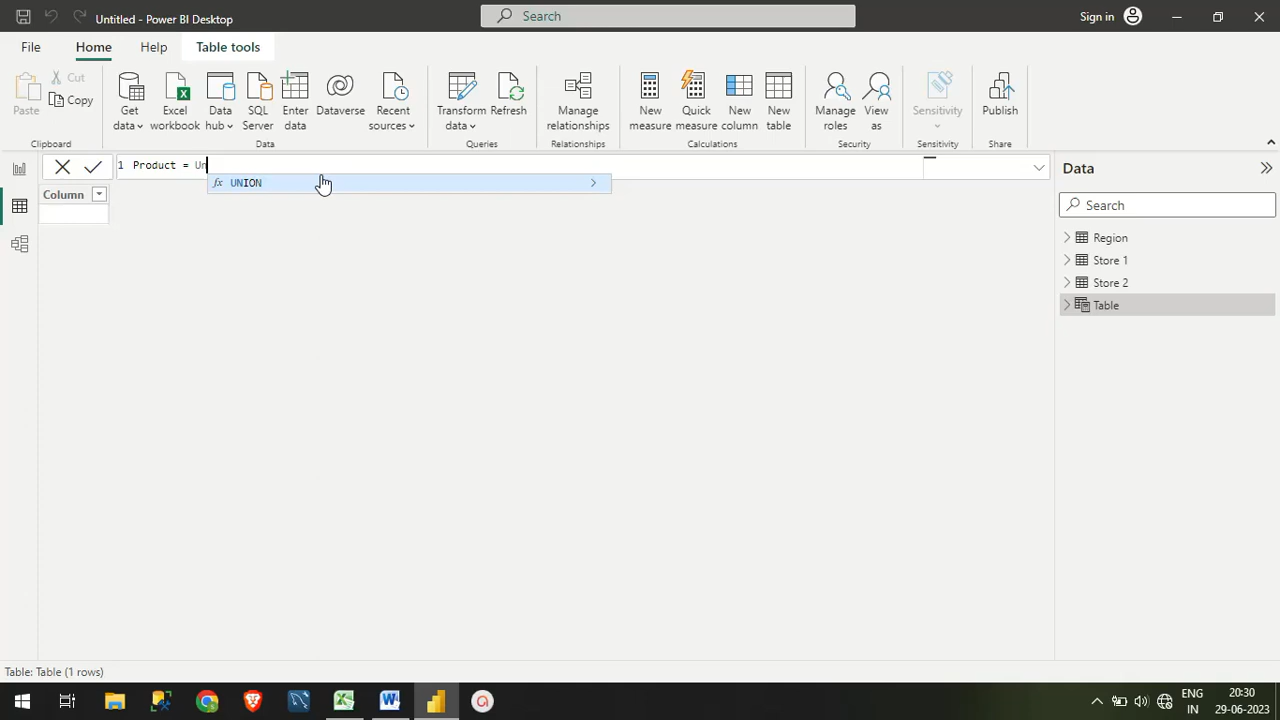 Untitled - Power BI Desktop
Search
Sign in
File
Home
Help
Table tools
Paste
Cut
Copy
Get data
Excel workbook
Data hub
SQL Server
Enter data
Dataverse
Recent sources
Transform data
Refresh
Manage relationships
New measure
Quick measure
New column
New table
Manage roles
View as
Sensitivity
Publish
Clipboard
Data
Queries
Relationships
Calculations
Security
Sensitivity
Share
1 Product = Un
fx UNION
Column
Data
Search
Region
Store 1
Store 2
Table
Table: Table (1 rows)
ENG
IN
20:30
29-06-2023